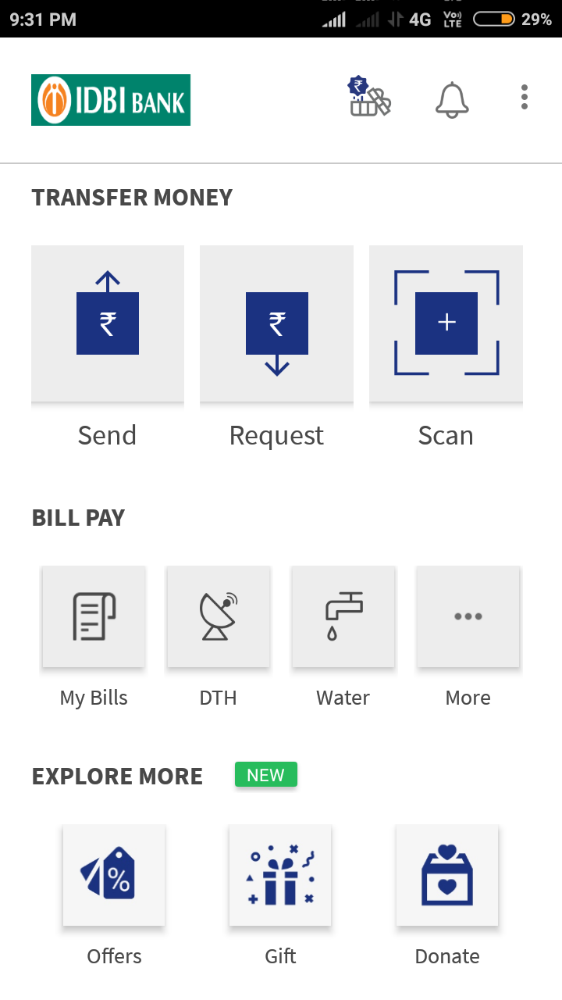 9:31 PM 4G VoLTE 29%
IDBI BANK
TRANSFER MONEY
₹ ₹ +
Send Request Scan
BILL PAY
My Bills DTH Water More
EXPLORE MORE NEW
%
Offers Gift Donate